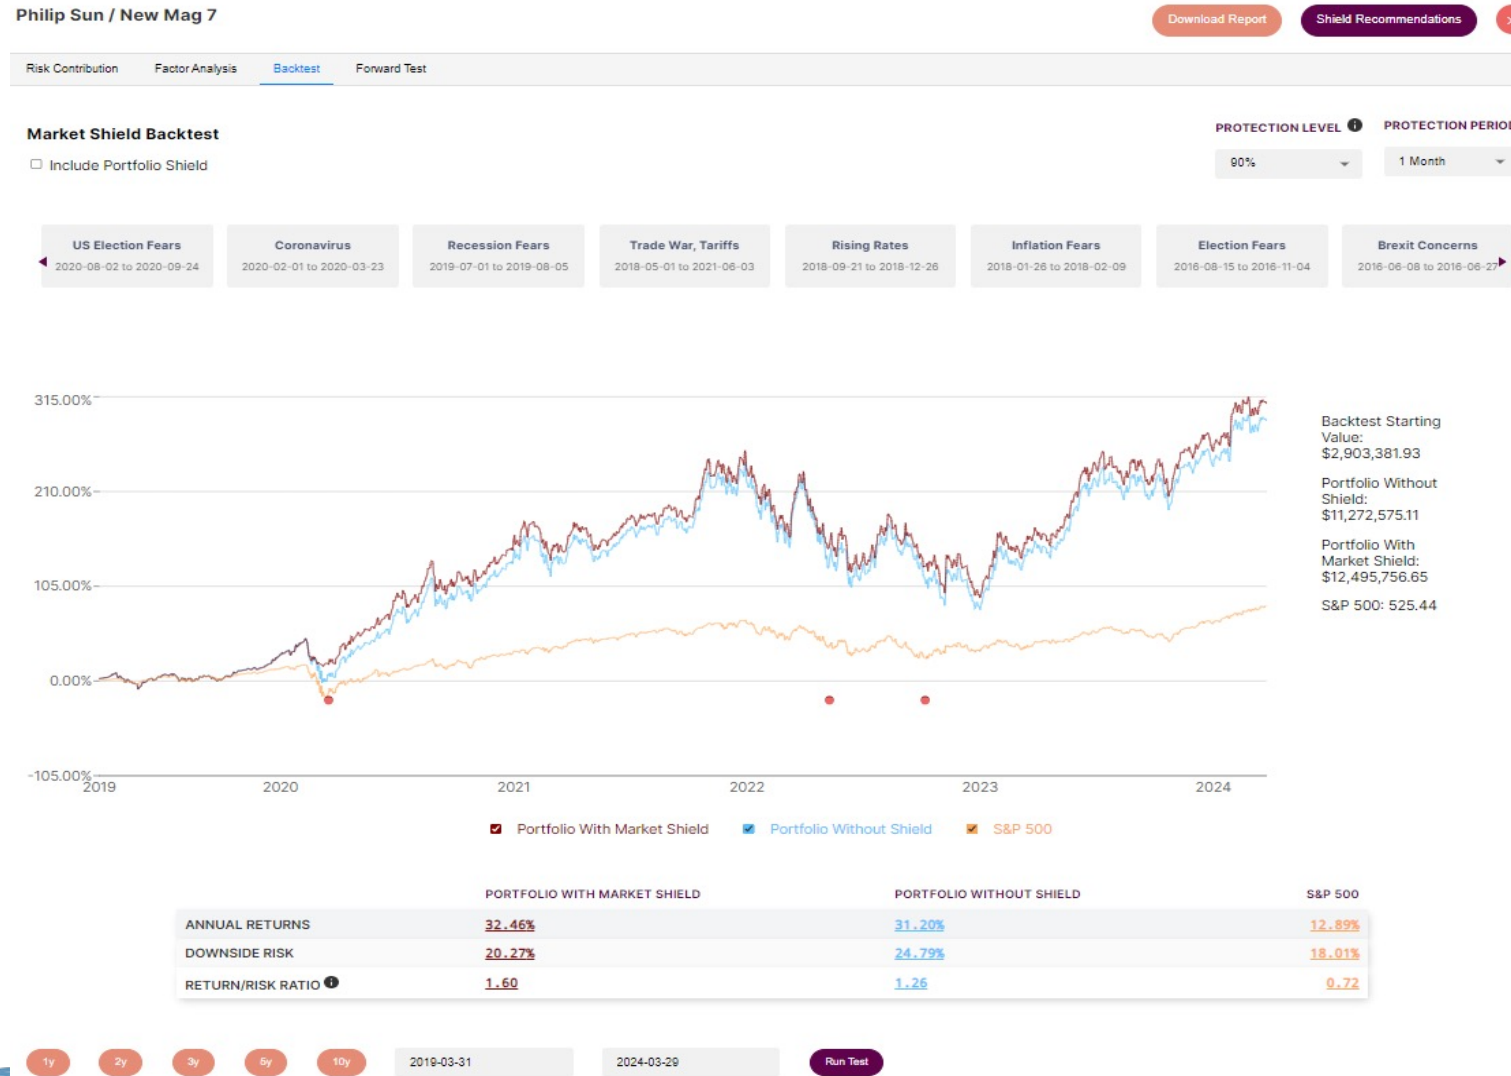 Philip Sun / New Mag 7
Download Report
Shield Recommendations
Risk Contribution Factor Analysis Backtest Forward Test
Market Shield Backtest
Include Portfolio Shield
PROTECTION LEVEL PROTECTION PERIOD
90% 1 Month
US Election Fears
2020-08-02 to 2020-09-24
Coronavirus
2020-02-01 to 2020-03-23
Recession Fears
2019-07-01 to 2019-08-05
Trade War, Tariffs
2018-05-01 to 2021-06-03
Rising Rates
2018-09-21 to 2018-12-26
Inflation Fears
2018-01-26 to 2018-02-09
Election Fears
2016-08-15 to 2016-11-04
Brexit Concerns
2016-06-08 to 2016-06-27
315.00%
210.00%
105.00%
0.00%
-105.00%
2019 2020 2021 2022 2023 2024
Backtest Starting
Value:
$2,903,381.93
Portfolio Without
Shield:
$11,272,575.11
Portfolio With
Market Shield:
$12,495,756.65
S&P 500: 525.44
Portfolio With Market Shield Portfolio Without Shield S&P 500
PORTFOLIO WITH MARKET SHIELD PORTFOLIO WITHOUT SHIELD S&P 500
ANNUAL RETURNS 32.46% 31.20% 12.89%
DOWNSIDE RISK 20.27% 24.79% 18.01%
RETURN/RISK RATIO 1.60 1.26 0.72
1y 2y 3y 5y 10y 2019-03-31 2024-03-29 Run Test